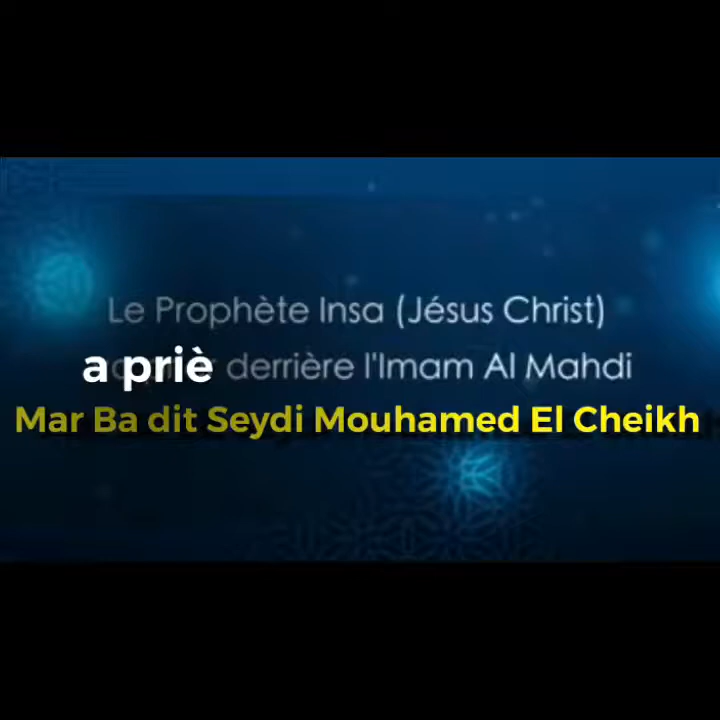 Le Prophète Insa (Jésus Christ)
a priè derrière l'Imam Al Mahdi
Mar Ba dit Seydi Mouhamed El Cheikh